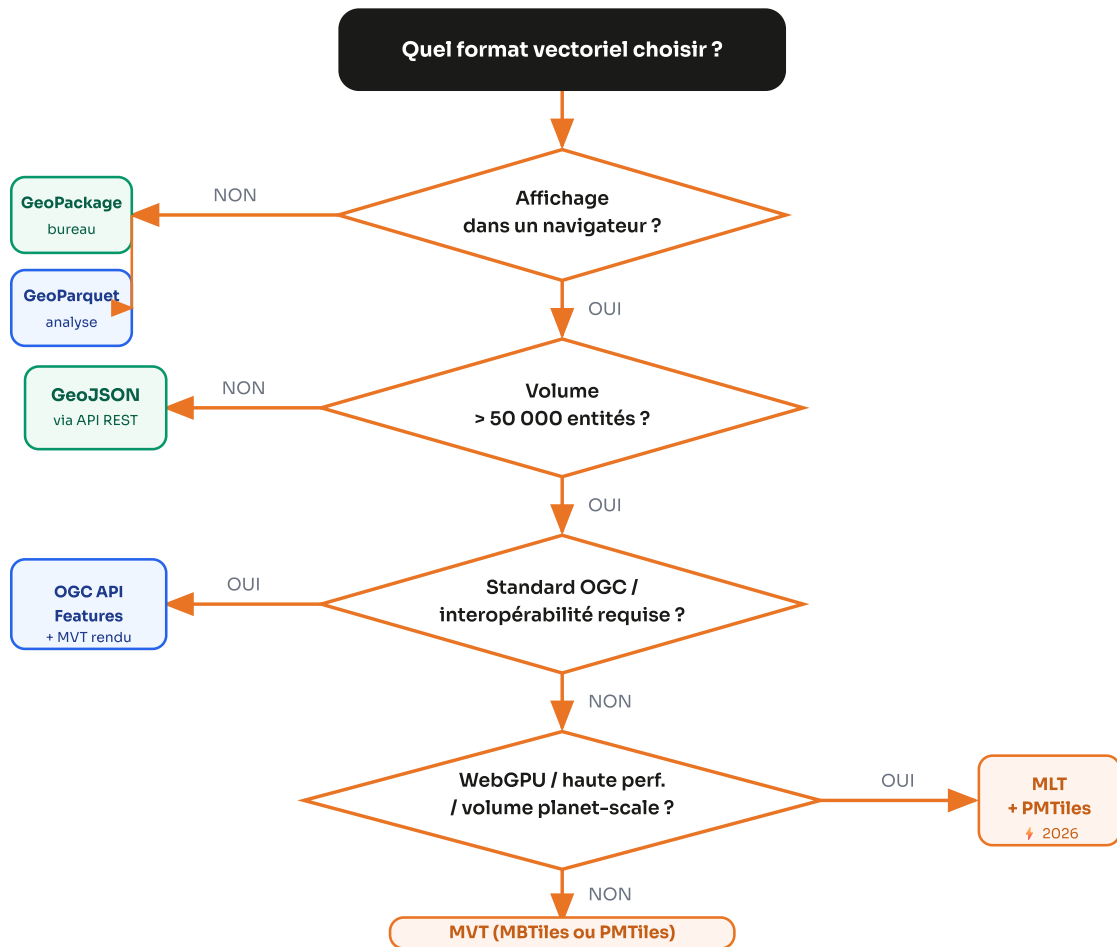 Quel format vectoriel choisir ?
Affichage
dans un navigateur ?
NON
GeoPackage
bureau
GeoParquet
analyse
OUI
Volume
> 50 000 entités ?
NON
GeoJSON
via API REST
OUI
Standard OGC /
interopérabilité requise ?
OUI
OGC API
Features
+ MVT rendu
NON
WebGPU / haute perf.
/ volume planet-scale ?
OUI
MLT
+ PMTiles
⚡ 2026
NON
MVT (MBTiles ou PMTiles)